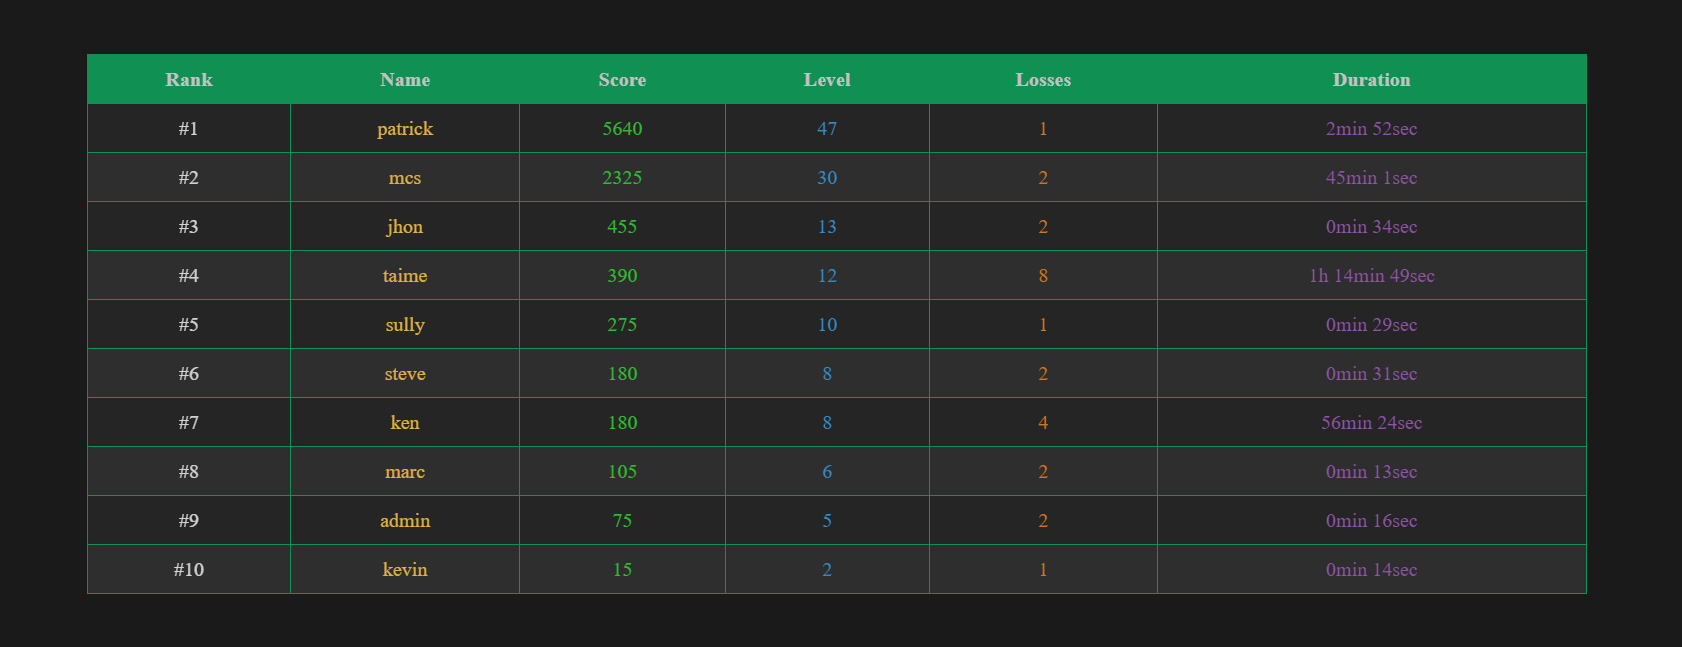 Rank Name Score Level Losses Duration
#1 patrick 5640 47 1 2min 52sec
#2 mcs 2325 30 2 45min 1sec
#3 jhon 455 13 2 0min 34sec
#4 taime 390 12 8 1h 14min 49sec
#5 sully 275 10 1 0min 29sec
#6 steve 180 8 2 0min 31sec
#7 ken 180 8 4 56min 24sec
#8 marc 105 6 2 0min 13sec
#9 admin 75 5 2 0min 16sec
#10 kevin 15 2 1 0min 14sec